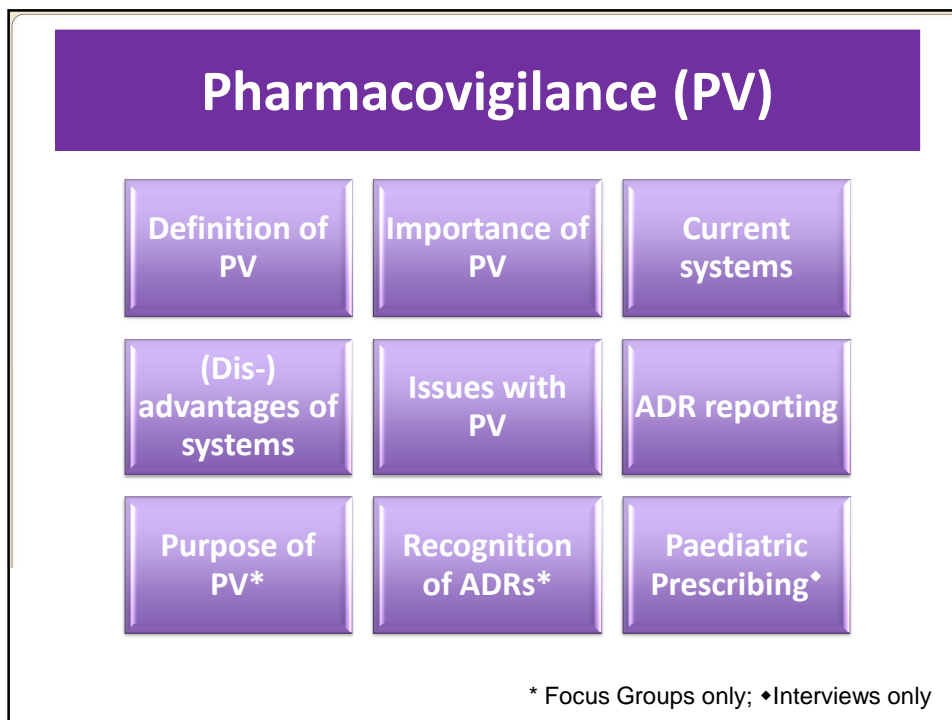 Pharmacovigilance (PV)
Definition of
PV
Importance of
PV
Current
systems
(Dis-)
advantages of
systems
Issues with
PV
ADR reporting
Purpose of
PV*
Recognition
of ADRs*
Paediatric
Prescribing◆
* Focus Groups only; ◆Interviews only